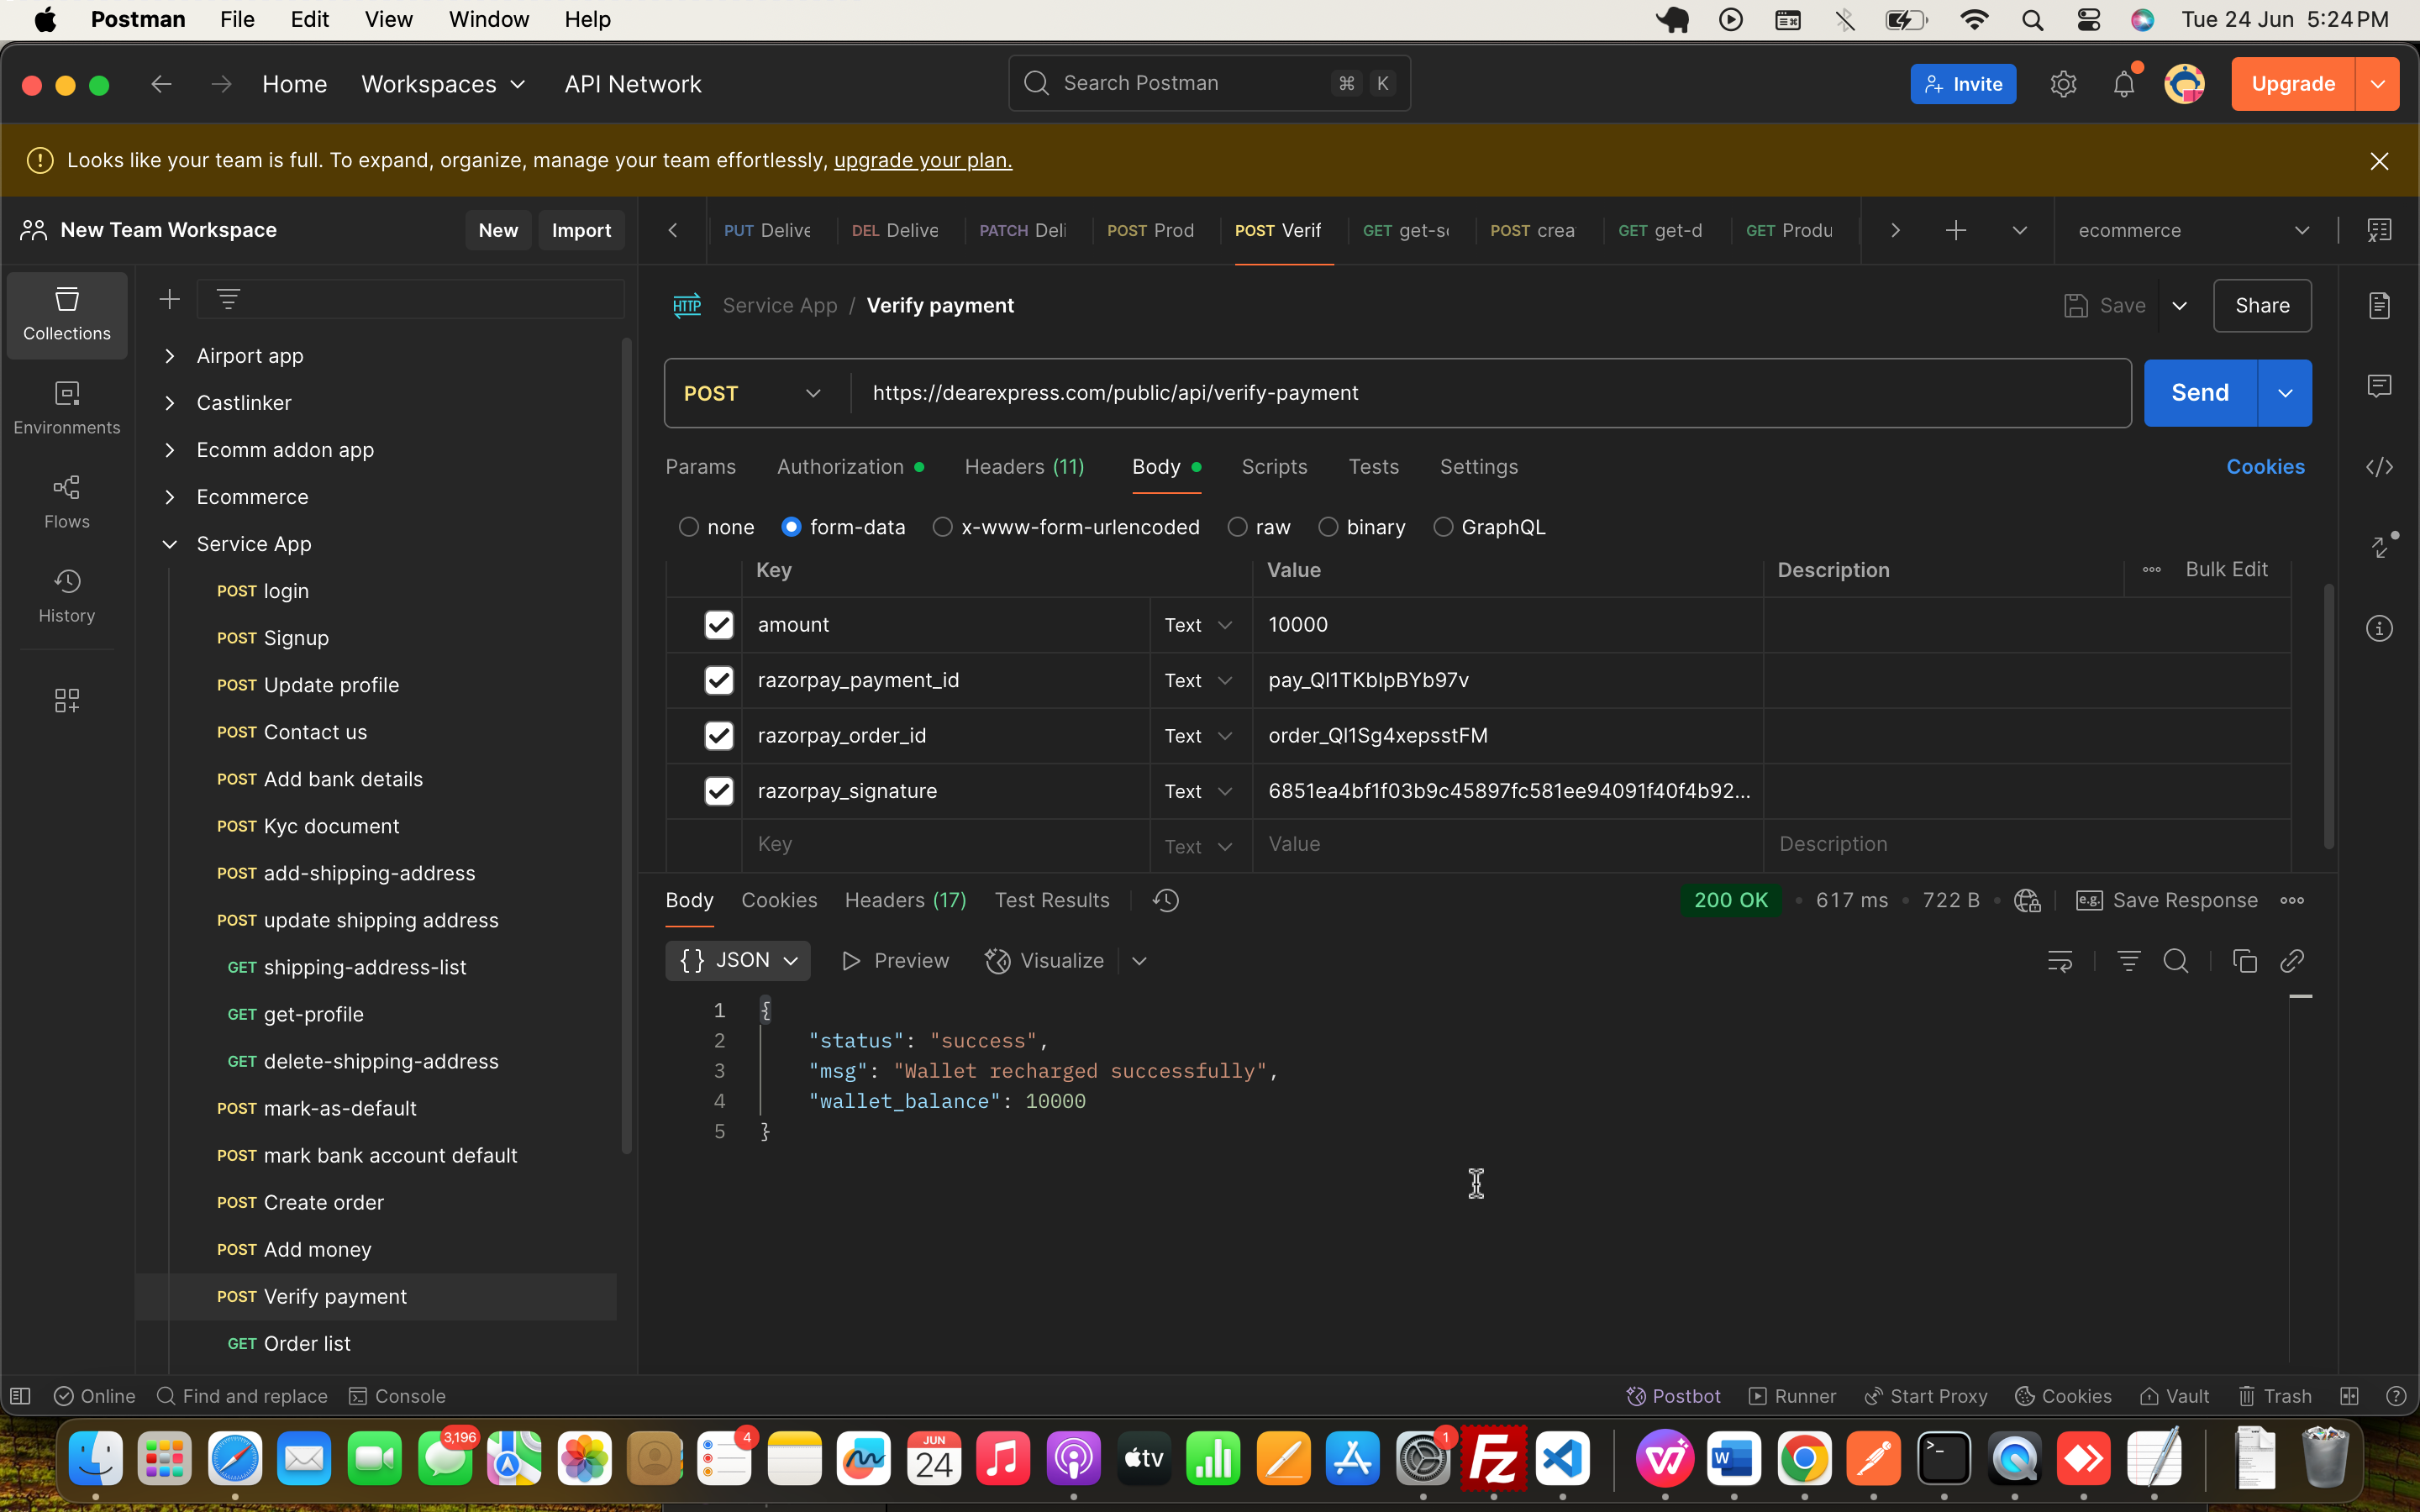 Postman File Edit View Window Help
Tue 24 Jun 5:24 PM
Home Workspaces API Network
Search Postman ⌘ K
Invite
Upgrade
Looks like your team is full. To expand, organize, manage your team effortlessly, upgrade your plan.
New Team Workspace New Import
PUT Delive DEL Delive PATCH Deli POST Prod POST Verif GET get-s POST crea GET get-d GET Produ
ecommerce
Collections
Environments
Flows
History
Airport app
Castlinker
Ecomm addon app
Ecommerce
Service App
POST login
POST Signup
POST Update profile
POST Contact us
POST Add bank details
POST Kyc document
POST add-shipping-address
POST update shipping address
GET shipping-address-list
GET get-profile
GET delete-shipping-address
POST mark-as-default
POST mark bank account default
POST Create order
POST Add money
POST Verify payment
GET Order list
HTTP Service App / Verify payment
Save Share
POST https://dearexpress.com/public/api/verify-payment
Send
Params Authorization Headers (11) Body Scripts Tests Settings Cookies
none form-data x-www-form-urlencoded raw binary GraphQL
Key Value Description Bulk Edit
amount Text 10000
razorpay_payment_id Text
razorpay_order_id Text
razorpay_signature Text 6851ea4bf1f03b9c45897fc581ee94091f40f4b92...
Key Text Value Description
Body Cookies Headers (17) Test Results
200 OK • 617 ms • 722 B e.g. Save Response
{} JSON Preview Visualize
1 {
2 "status": "success",
3 "msg": "Wallet recharged successfully",
4 "wallet_balance": 10000
5 }
Online Find and replace Console
Postbot Runner Start Proxy Cookies Vault Trash
3,196
4
JUN
24
tv
1
Fz
W